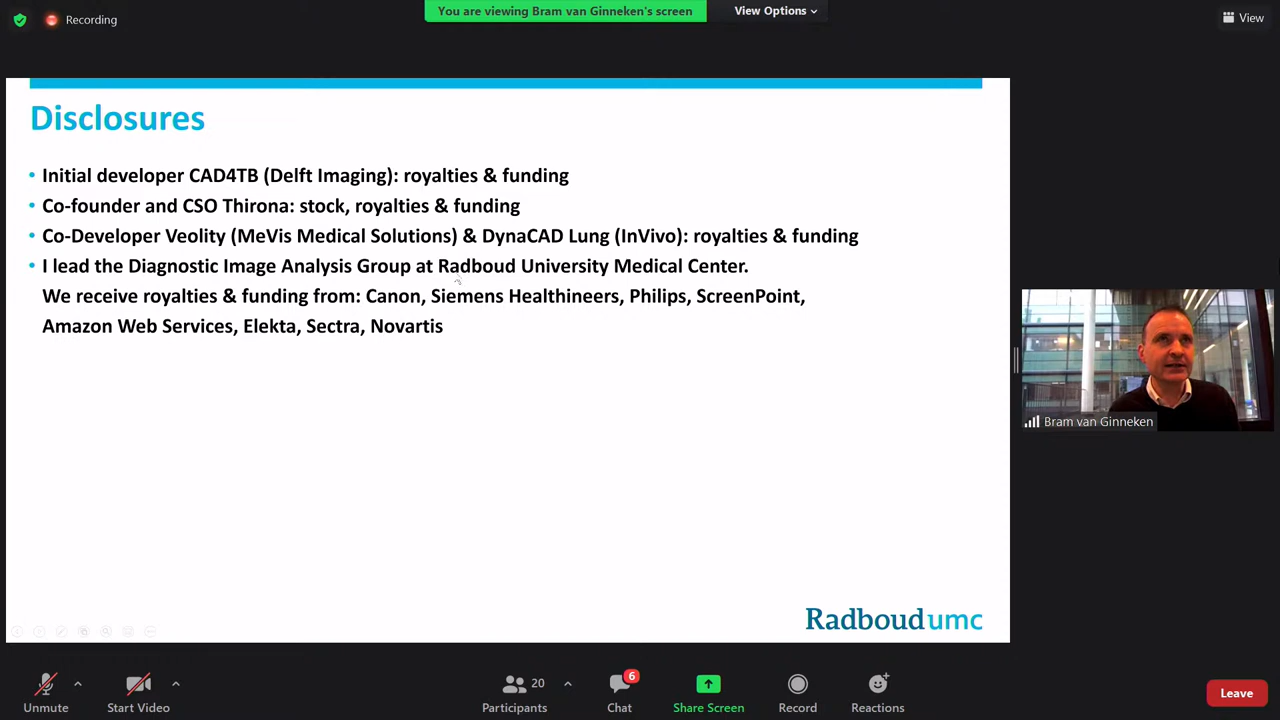 Recording
You are viewing Bram van Ginneken's screen
View Options
View
Disclosures
• Initial developer CAD4TB (Delft Imaging): royalties & funding
• Co-founder and CSO Thirona: stock, royalties & funding
• Co-Developer Veolity (MeVis Medical Solutions) & DynaCAD Lung (InVivo): royalties & funding
• I lead the Diagnostic Image Analysis Group at Radboud University Medical Center.
We receive royalties & funding from: Canon, Siemens Healthineers, Philips, ScreenPoint,
Amazon Web Services, Elekta, Sectra, Novartis
Bram van Ginneken
Radboudumc
Unmute
Start Video
20
Participants
6
Chat
Share Screen
Record
Reactions
Leave